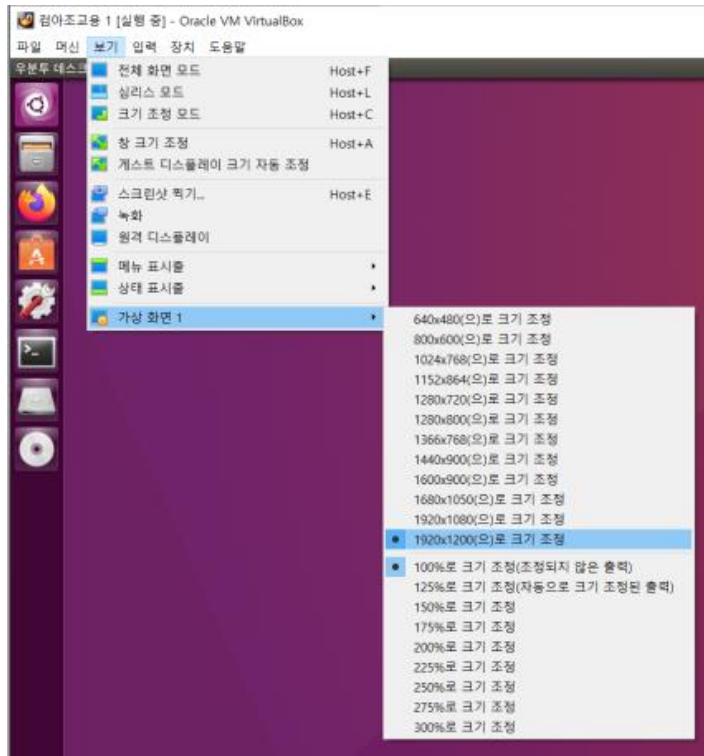 컴아조교용 1 [실행 중] - Oracle VM VirtualBox
파일 머신 보기 입력 장치 도움말
우분투 데스크
전체 화면 모드 Host+F
심리스 모드 Host+L
크기 조정 모드 Host+C
창 크기 조정 Host+A
게스트 디스플레이 크기 자동 조정
스크린샷 찍기... Host+E
녹화
원격 디스플레이
메뉴 표시줄
상태 표시줄
가상 화면 1
640x480(으)로 크기 조정
800x600(으)로 크기 조정
1024x768(으)로 크기 조정
1152x864(으)로 크기 조정
1280x720(으)로 크기 조정
1280x800(으)로 크기 조정
1366x768(으)로 크기 조정
1440x900(으)로 크기 조정
1600x900(으)로 크기 조정
1680x1050(으)로 크기 조정
1920x1080(으)로 크기 조정
1920x1200(으)로 크기 조정
100%로 크기 조정(조정되지 않은 출력)
125%로 크기 조정(자동으로 크기 조정된 출력)
150%로 크기 조정
175%로 크기 조정
200%로 크기 조정
225%로 크기 조정
250%로 크기 조정
275%로 크기 조정
300%로 크기 조정